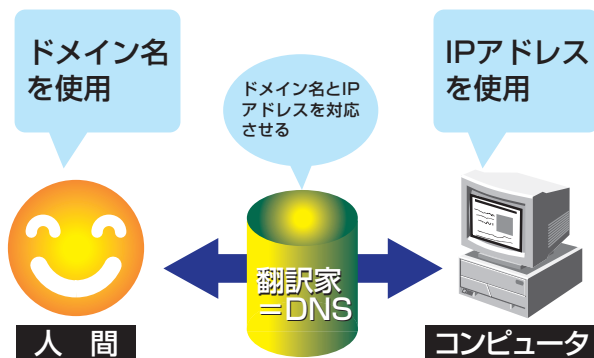 ドメイン名
を使用
ドメイン名とIP
アドレスを対応
させる
IPアドレス
を使用
翻訳家
=DNS
人　間
コンピュータ